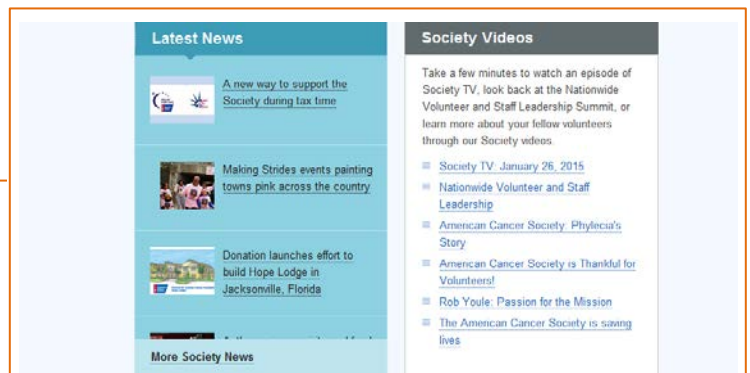 Latest News
A new way to support the
Society during tax time
Making Strides events painting
towns pink across the country
Donation launches effort to
build Hope Lodge in
Jacksonville, Florida
More Society News
Society Videos
Take a few minutes to watch an episode of
Society TV, look back at the Nationwide
Volunteer and Staff Leadership Summit, or
learn more about your fellow volunteers
through our Society videos.
Society TV: January 26, 2015
Nationwide Volunteer and Staff
Leadership
American Cancer Society: Phylecia's
Story
American Cancer Society is Thankful for
Volunteers!
Rob Youle: Passion for the Mission
The American Cancer Society is saving
lives